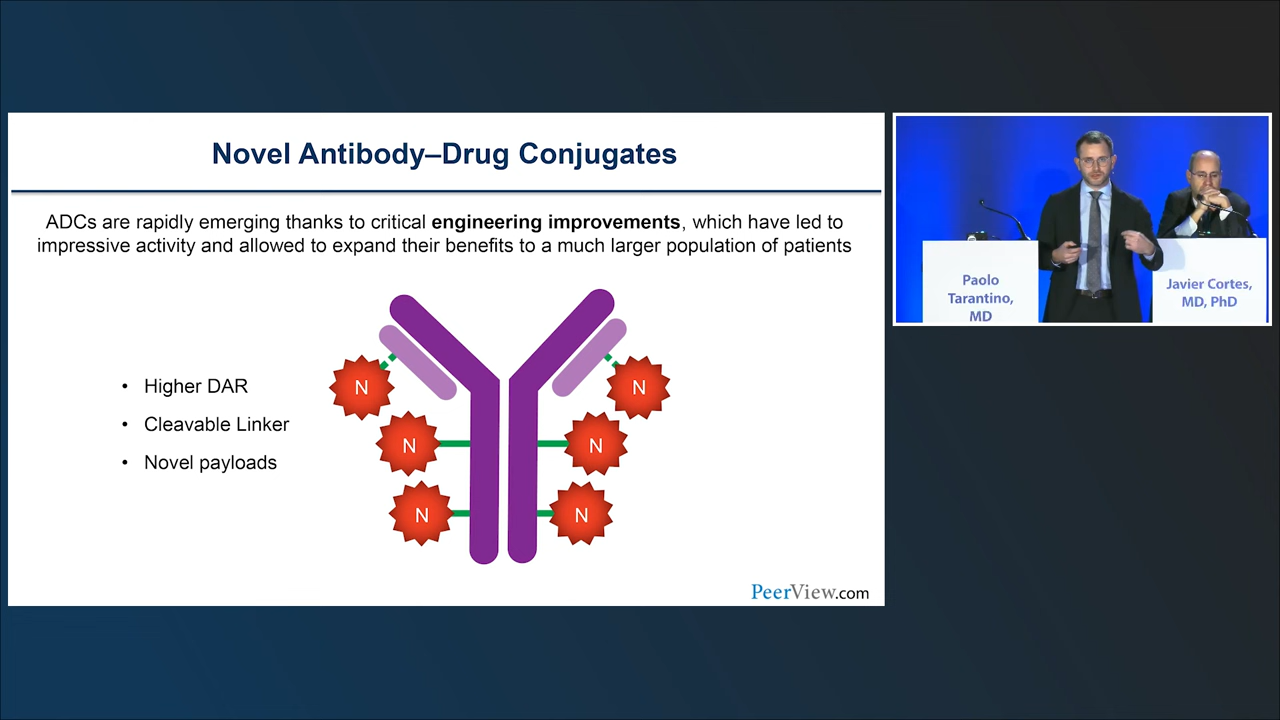 Novel Antibody–Drug Conjugates
ADCs are rapidly emerging thanks to critical engineering improvements, which have led to
impressive activity and allowed to expand their benefits to a much larger population of patients
• Higher DAR
• Cleavable Linker
• Novel payloads
N
N
N
N
N
N
PeerView.com
Paolo
Tarantino,
MD
Javier Cortes,
MD, PhD